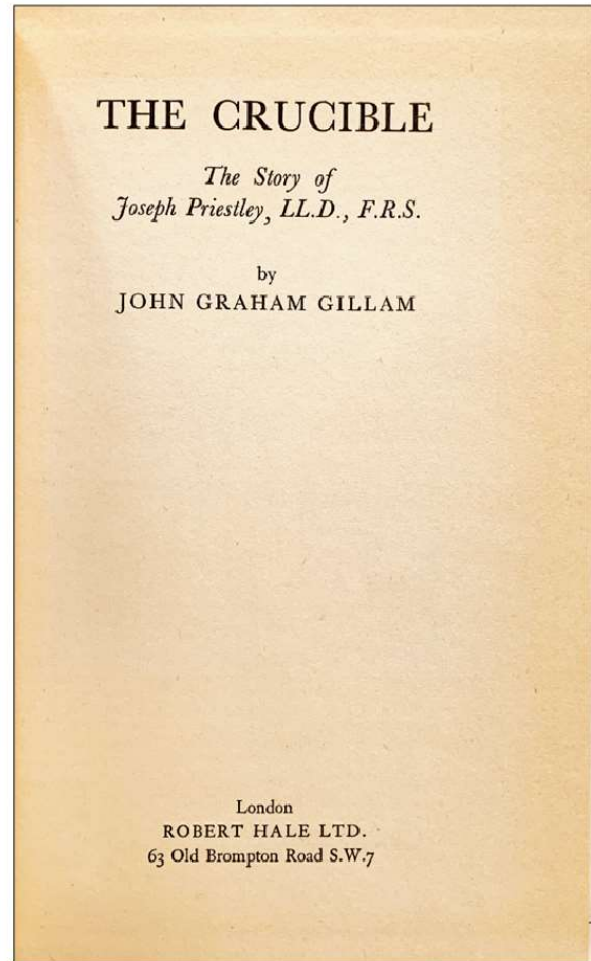 THE CRUCIBLE
The Story of
Joseph Priestley, LL.D., F.R.S.
by
JOHN GRAHAM GILLAM
London
ROBERT HALE LTD.
63 Old Brompton Road S.W.7